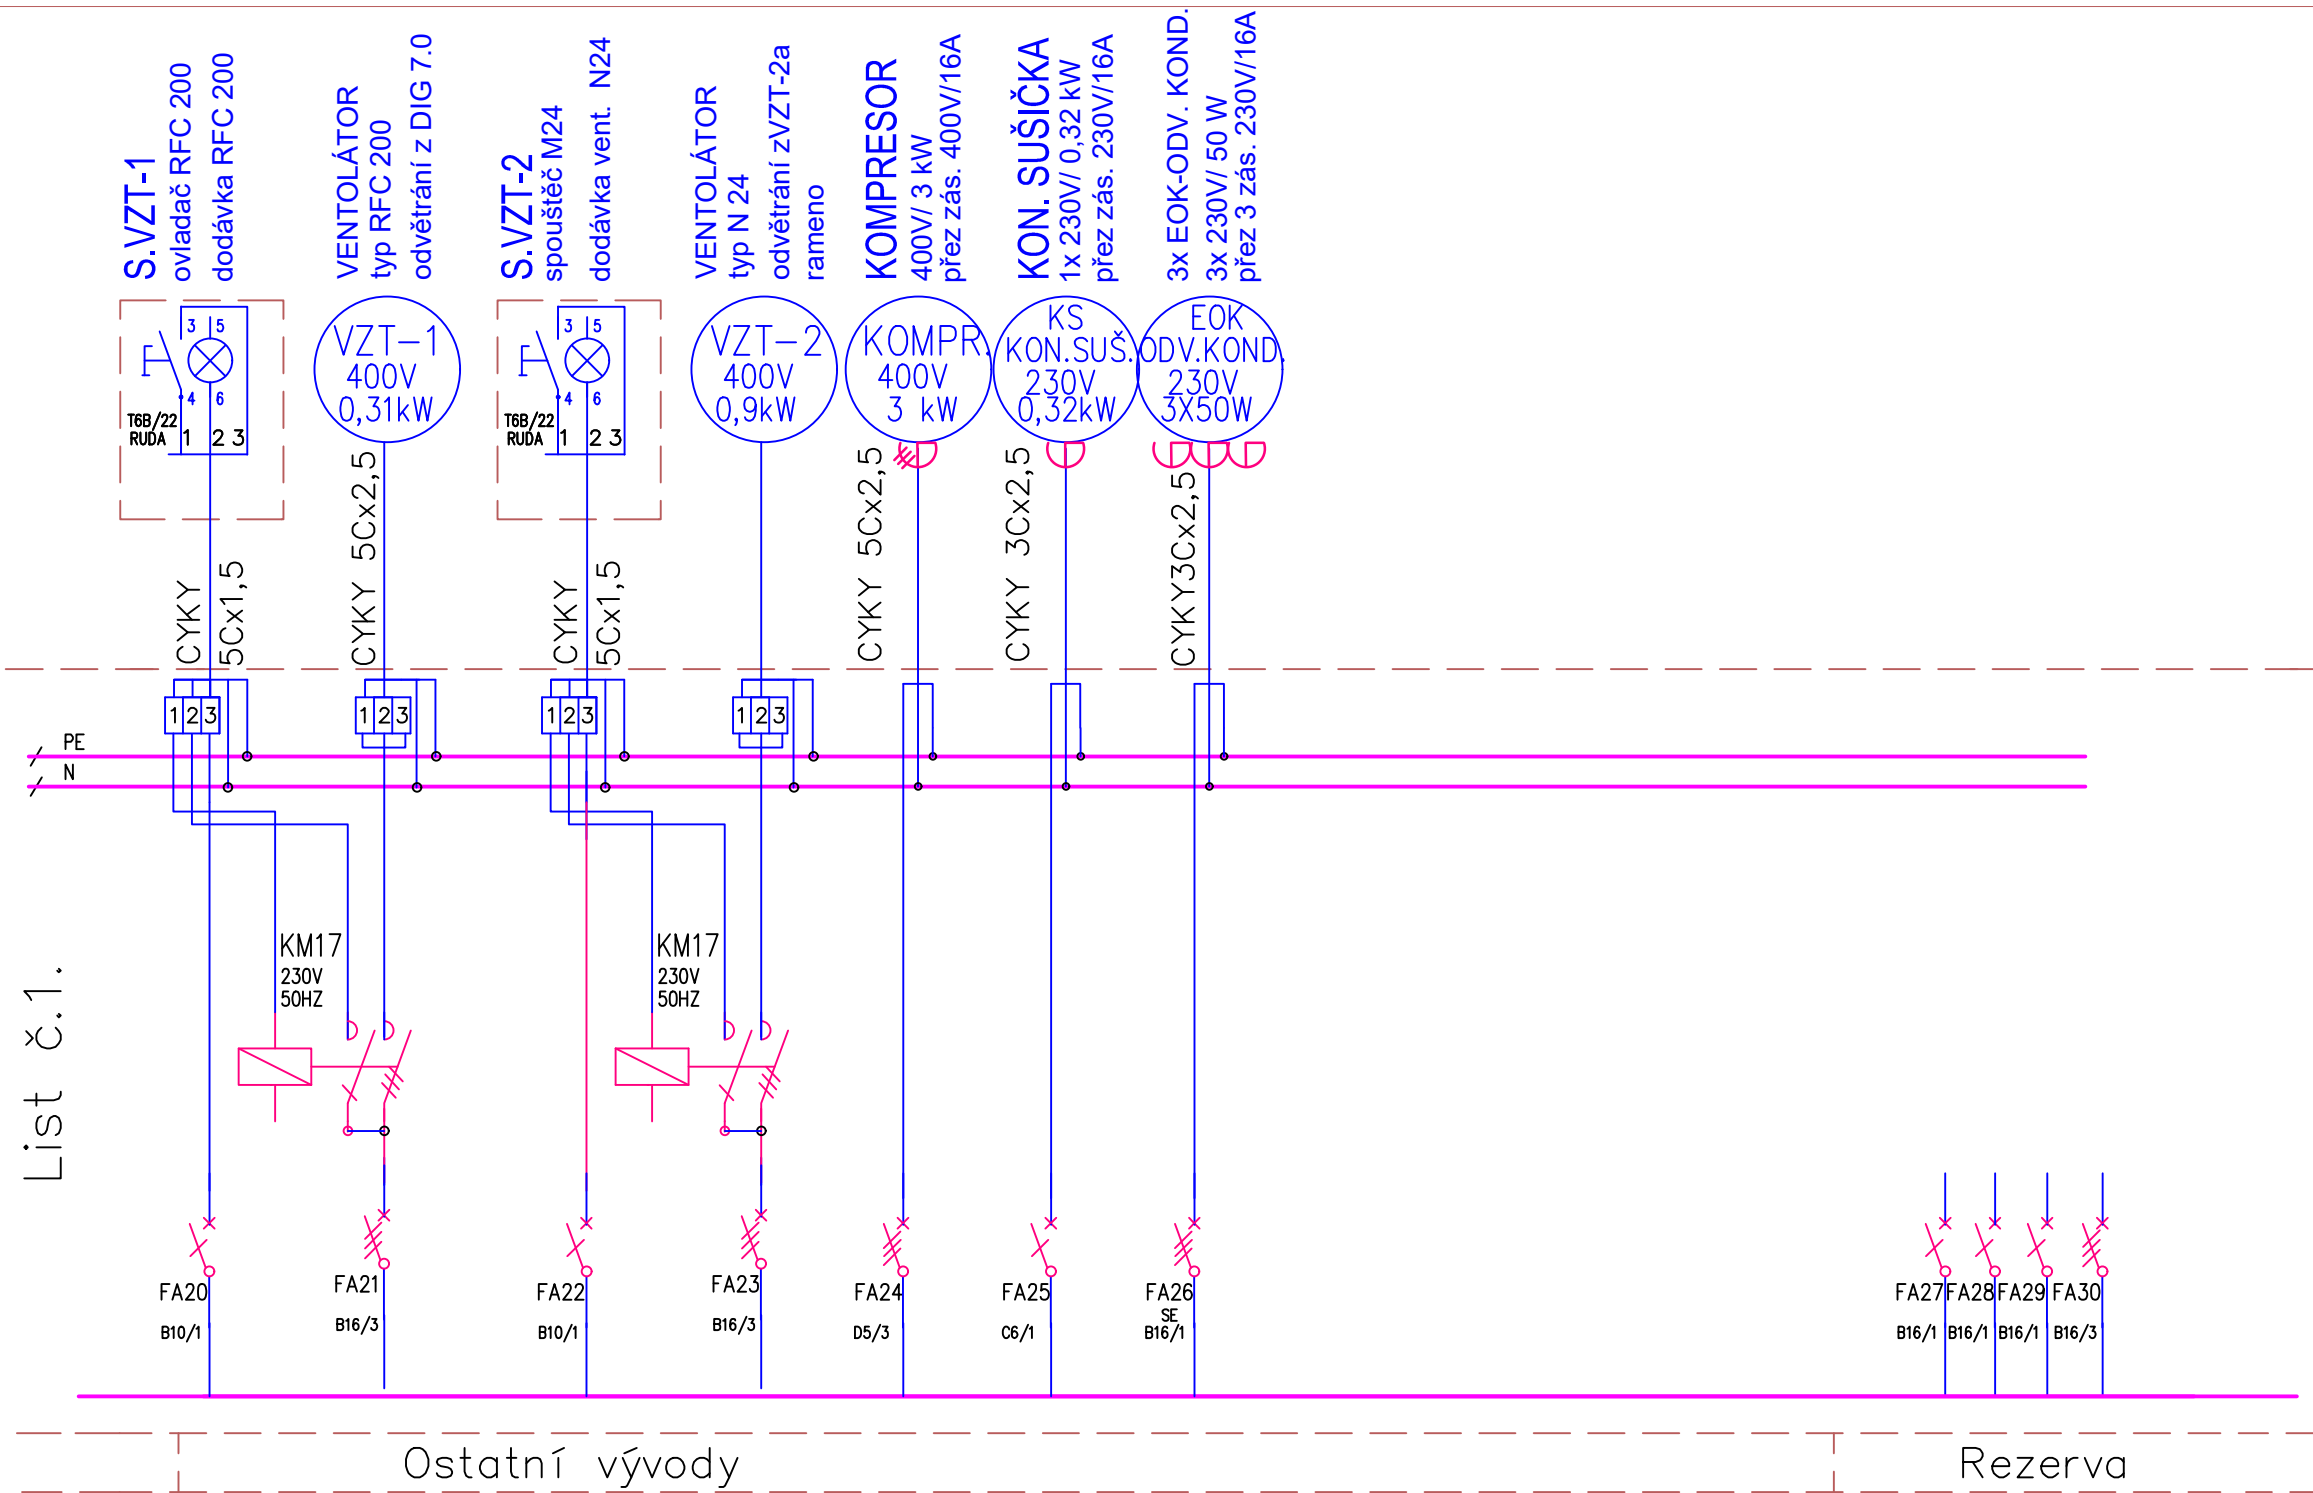 S.VZT-1
ovladač RFC 200
dodávka RFC 200
VENTOLÁTOR
typ RFC 200
odvětrání z DIG 7.0
S.VZT-2
spouštěč M24
dodávka vent. N24
VENTOLÁTOR
typ N 24
odvětrání zVZT-2a
rameno
KOMPRESOR
400V/ 3 kW
přez zás. 400V/16A
KON. SUŠIČKA
1x 230V/ 0,32 kW
přez zás. 230V/16A
3x EOK-ODV. KOND.
3x 230V/ 50 W
přez 3 zás. 230V/16A
3 5
4 6
T6B/22
RUDA
1 2 3
VZT-1
400V
0,31kW
3 5
4 6
T6B/22
RUDA
1 2 3
VZT-2
400V
0,9kW
KOMPR.
400V
3 kW
KS
KON.SUŠ.
230V
0,32kW
EOK
ODV.KOND.
230V
3X50W
CYKY
5Cx1,5
CYKY 5Cx2,5
CYKY
5Cx1,5
CYKY 5Cx2,5
CYKY 3Cx2,5
CYKY3Cx2,5
1 2 3
1 2 3
1 2 3
1 2 3
PE
N
KM17
230V
50HZ
KM17
230V
50HZ
List č.1.
FA20
B10/1
FA21
B16/3
FA22
B10/1
FA23
B16/3
FA24
D5/3
FA25
C6/1
FA26
SE
B16/1
FA27
B16/1
FA28
B16/1
FA29
B16/1
FA30
B16/3
Ostatní vývody
Rezerva